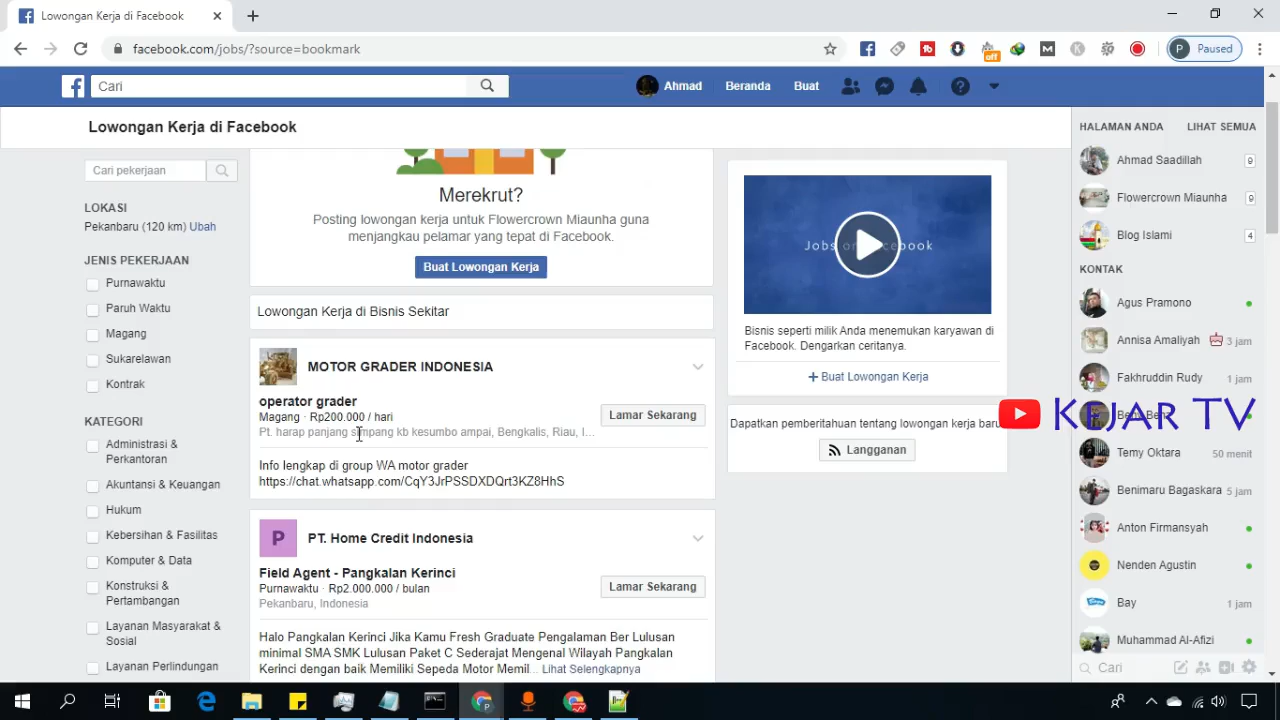 Lowongan Kerja di Facebook
facebook.com/jobs/?source=bookmark
Paused
off
Cari
Ahmad
Beranda
Buat
Lowongan Kerja di Facebook
Cari pekerjaan
LOKASI
Pekanbaru (120 km) Ubah
JENIS PEKERJAAN
Purnawaktu
Paruh Waktu
Magang
Sukarelawan
Kontrak
KATEGORI
Administrasi &
Perkantoran
Akuntansi & Keuangan
Hukum
Kebersihan & Fasilitas
Komputer & Data
Konstruksi &
Pertambangan
Layanan Masyarakat &
Sosial
Layanan Perlindungan
Merekrut?
Posting lowongan kerja untuk Flowercrown Miaunha guna
menjangkau pelamar yang tepat di Facebook.
Buat Lowongan Kerja
Lowongan Kerja di Bisnis Sekitar
MOTOR GRADER INDONESIA
operator grader
Magang · Rp200.000 / hari
Pt. harap panjang simpang kb kesumbo ampai, Bengkalis, Riau, I...
Lamar Sekarang
Info lengkap di group WA motor grader
https://chat.whatsapp.com/CqY3JrPSSDXDQrt3KZ8HhS
P
PT. Home Credit Indonesia
Field Agent - Pangkalan Kerinci
Purnawaktu · Rp2.000.000 / bulan
Pekanbaru, Indonesia
Lamar Sekarang
Halo Pangkalan Kerinci Jika Kamu Fresh Graduate Pengalaman Ber Lulusan
minimal SMA SMK Lulusan Paket C Sederajat Mengenal Wilayah Pangkalan
Kerinci dengan baik Memiliki Sepeda Motor Memil... Lihat Selengkapnya
Jobs on Facebook
Bisnis seperti milik Anda menemukan karyawan di
Facebook. Dengarkan ceritanya.
+ Buat Lowongan Kerja
Dapatkan pemberitahuan tentang lowongan kerja baru
Langganan
HALAMAN ANDA
LIHAT SEMUA
Ahmad Saadillah 9
Flowercrown Miaunha 9
Blog Islami 4
KONTAK
Agus Pramono
Annisa Amaliyah 3 jam
Fakhruddin Rudy 1 jam
KEJAR TV
Temy Oktara 50 menit
Benimaru Bagaskara 5 jam
Anton Firmansyah
Nenden Agustin
Bay 1 jam
Muhammad Al-Afizi
Cari